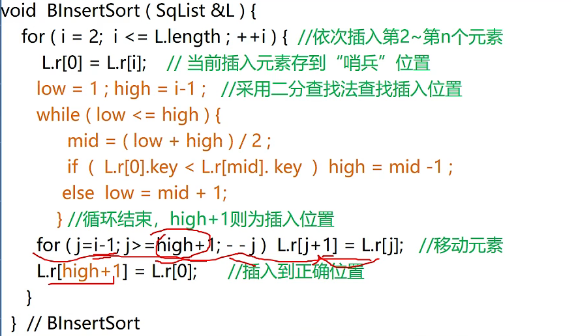 void BInsertSort ( SqList &L ) {
for ( i = 2; i <= L.length ; ++i ) { //依次插入第2~第n个元素
L.r[0] = L.r[i]; // 当前插入元素存到“哨兵”位置
low = 1 ; high = i-1 ; //采用二分查找法查找插入位置
while ( low <= high ) {
mid = ( low + high ) / 2 ;
if ( L.r[0].key < L.r[mid]. key ) high = mid -1 ;
else low = mid + 1;
} //循环结束，high+1则为插入位置
for ( j=i-1; j>=high+1; - - j ) L.r[j+1] = L.r[j]; //移动元素
L.r[high+1] = L.r[0]; //插入到正确位置
}
} // BInsertSort